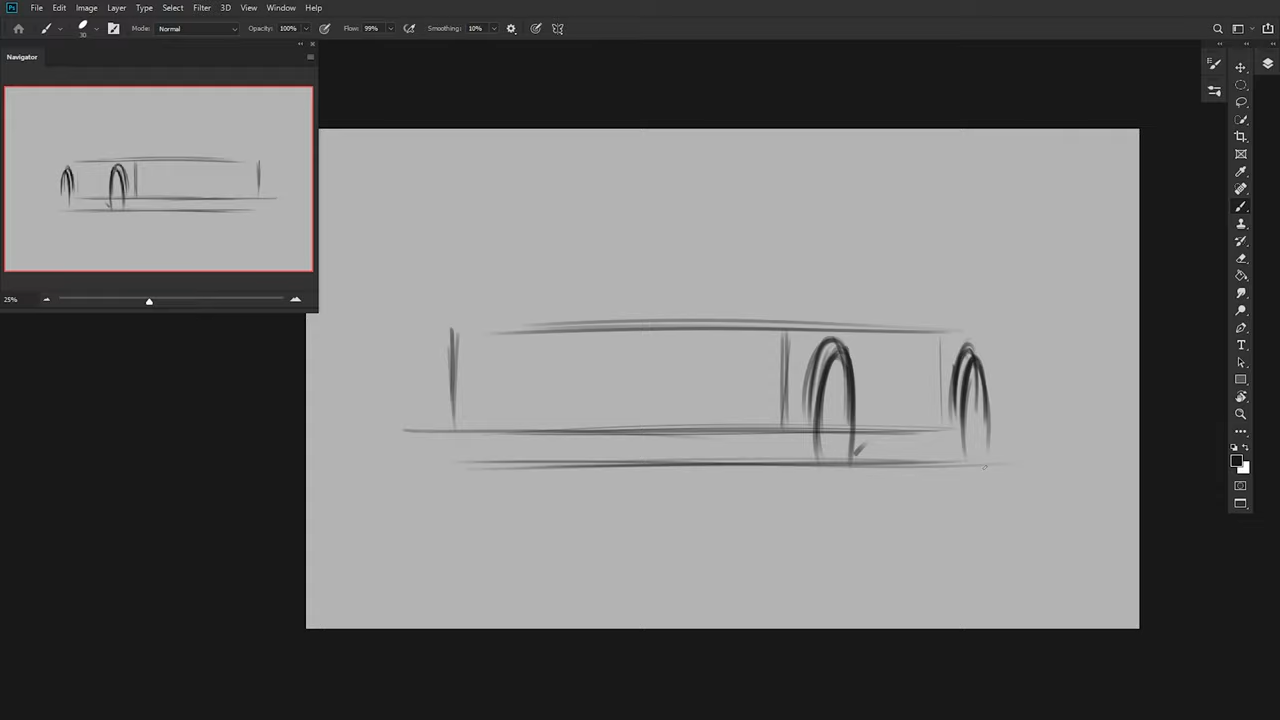 Ps File Edit Image Layer Type Select Filter 3D View Window Help
30 Mode: Normal Opacity: 100% Flow: 99% Smoothing: 10%
Navigator
25%